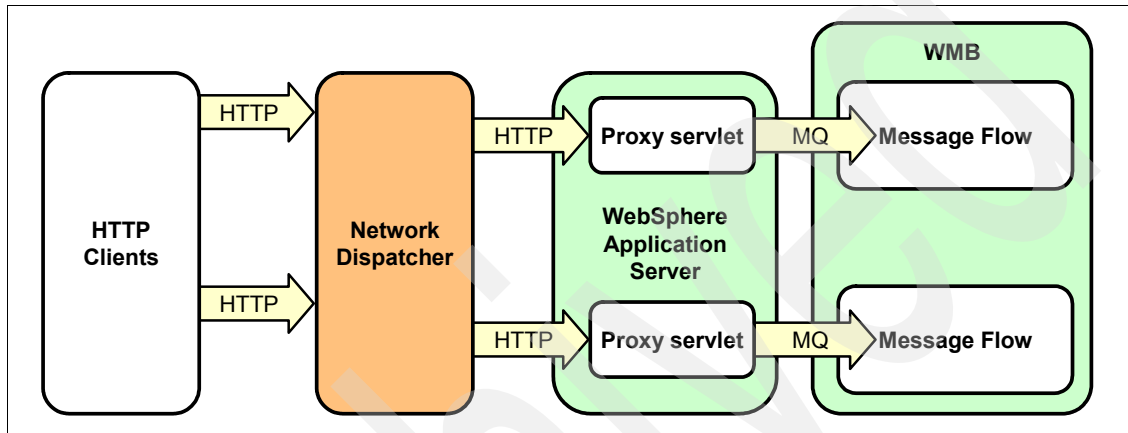 WMB
HTTP
Clients
HTTP
HTTP
Network
Dispatcher
HTTP
HTTP
Proxy servlet
WebSphere
Application
Server
Proxy servlet
MQ
MQ
Message Flow
Message Flow